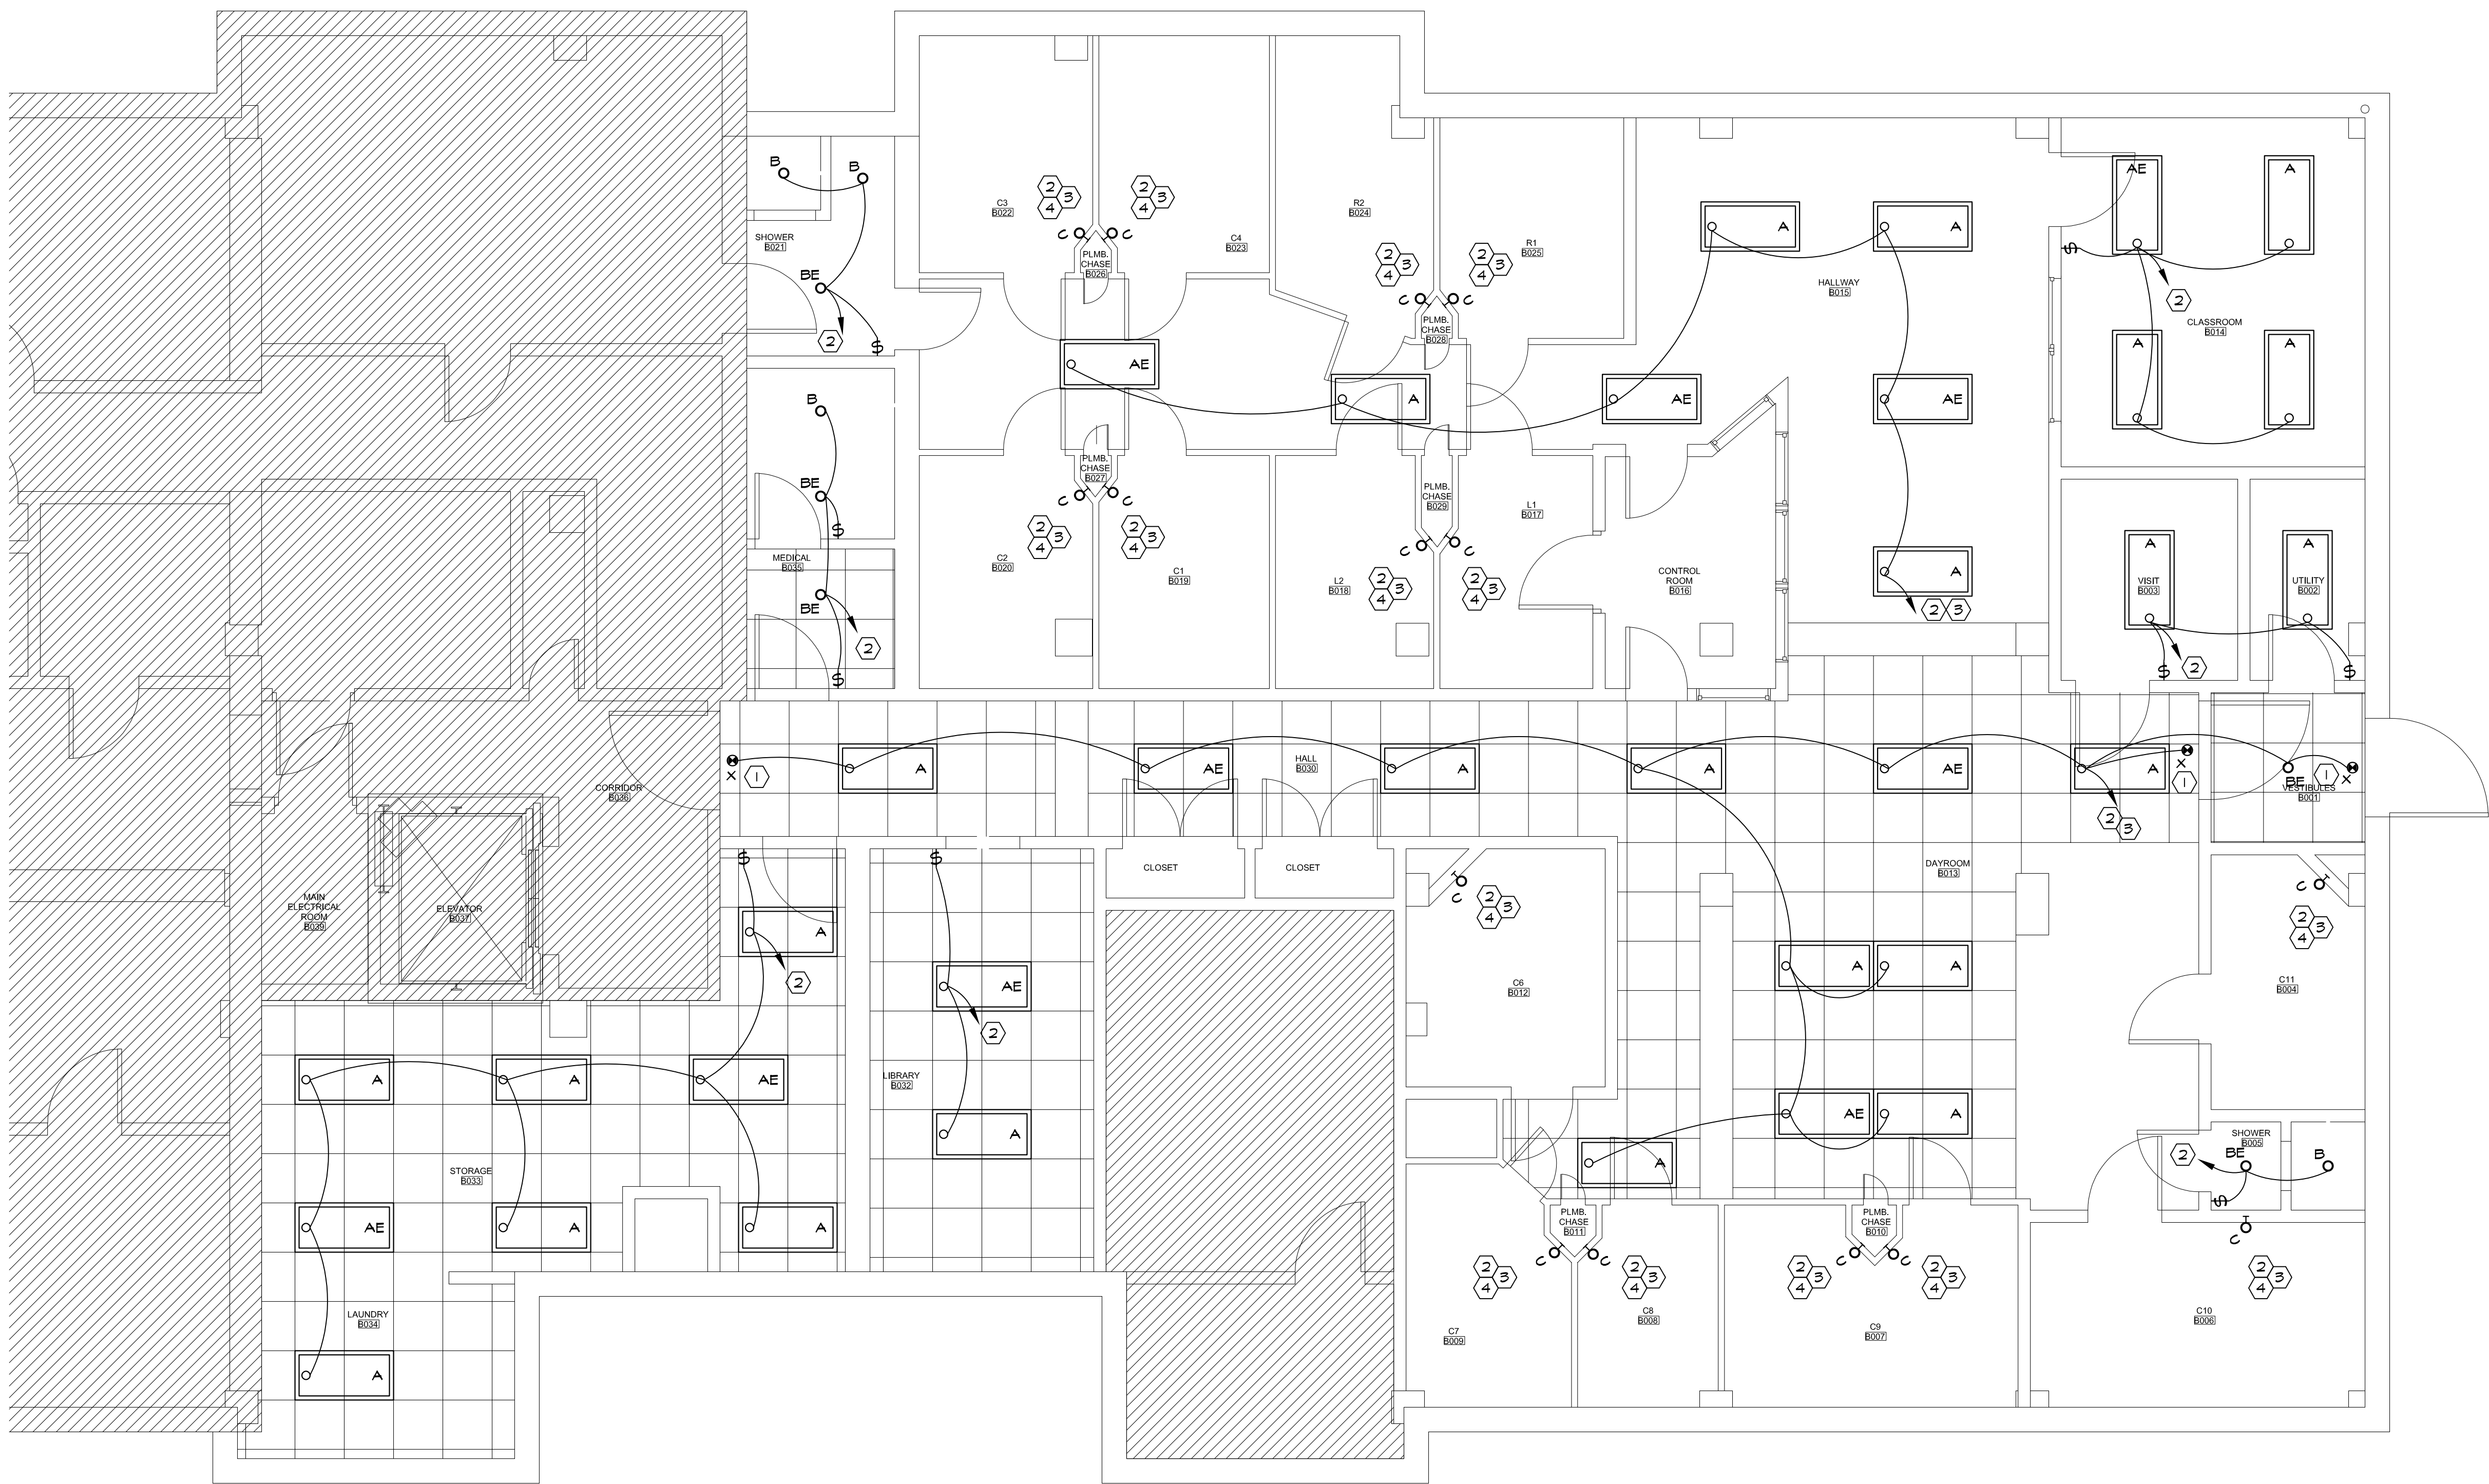 B
B
SHOWER
B021
BE
2
S
B
BE
S
MEDICAL
B035
BE
2
S
C3
B022
2
3
4
2
3
4
C
C
PLMB.
CHASE
B026
C4
B023
R2
B024
2
3
4
2
3
4
R1
B025
C
C
PLMB.
CHASE
B028
A
A
HALLWAY
B015
AE
A
S
2
CLASSROOM
B014
A
A
AE
A
AE
AE
PLMB.
CHASE
B027
C
C
2
3
4
2
3
4
C2
B020
C1
B019
PLMB.
CHASE
B029
L1
B017
C
C
L2
B018
2
3
4
2
3
4
CONTROL
ROOM
B016
A
2
3
A
VISIT
B003
A
UTILITY
B002
S
2
S
X
1
A
AE
HALL
B030
A
A
AE
A
X
1
BE
1
X
VESTIBULES
B001
2
3
CORRIDOR
B036
MAIN
ELECTRICAL
ROOM
B039
ELEVATOR
B037
S
S
CLOSET
CLOSET
A
2
AE
2
C
2
3
4
DAYROOM
B013
C
2
3
4
C6
B012
A
A
C11
B004
A
A
AE
LIBRARY
B032
A
AE
A
A
STORAGE
B033
AE
A
A
SHOWER
B005
2
BE
B
S
PLMB.
CHASE
B011
PLMB.
CHASE
B010
C
C
C
C
C
2
3
4
2
3
4
2
3
4
2
3
4
2
3
4
LAUNDRY
B034
A
C7
B009
C8
B008
C9
B007
C10
B006